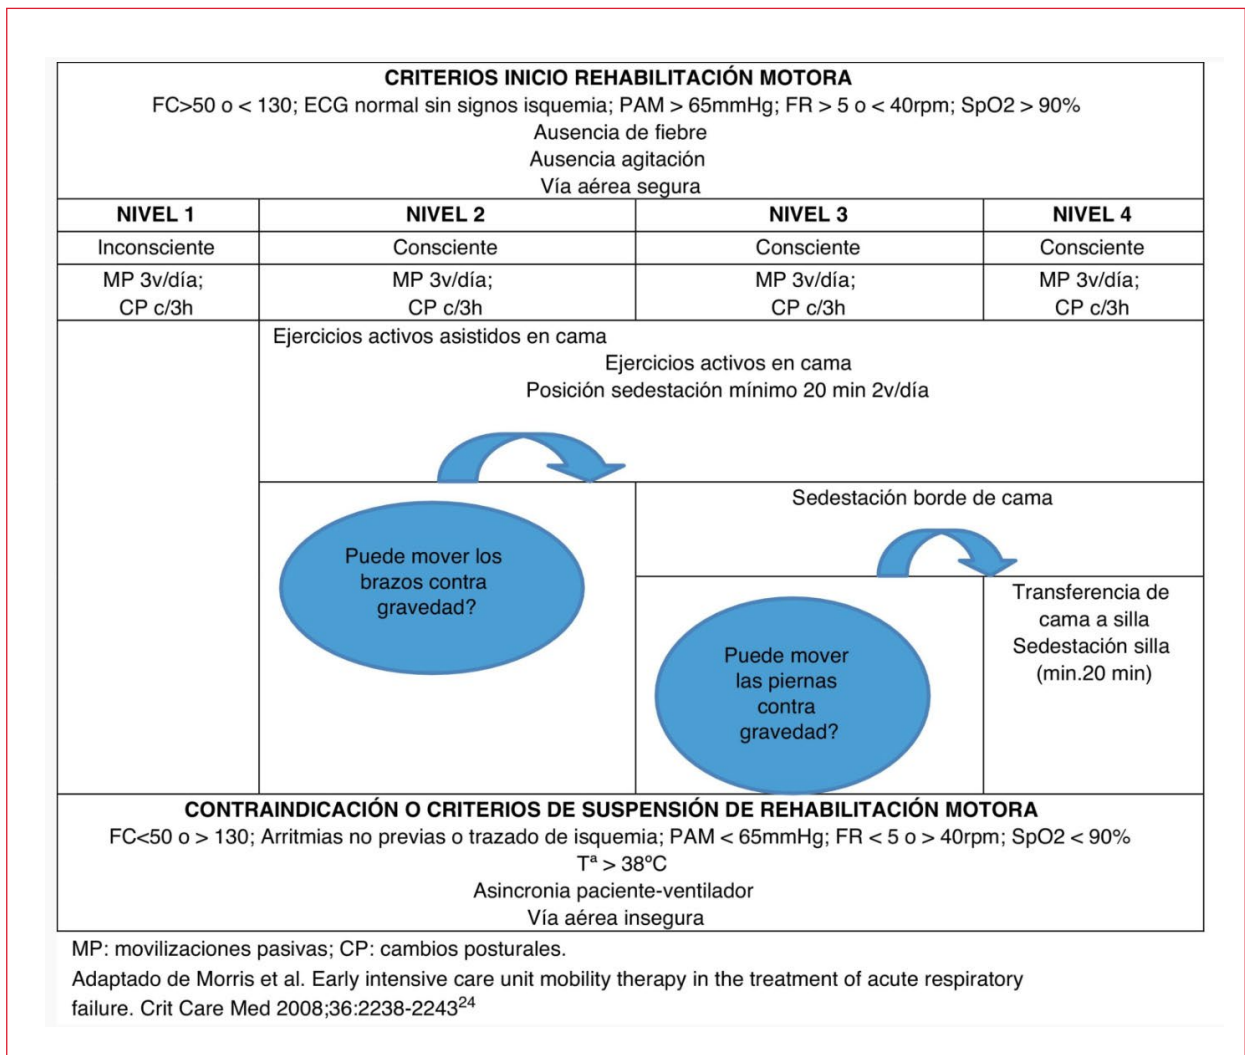 CRITERIOS INICIO REHABILITACIÓN MOTORA
FC>50 o < 130; ECG normal sin signos isquemia; PAM > 65mmHg; FR > 5 o < 40rpm; SpO2 > 90%
Ausencia de fiebre
Ausencia agitación
Vía aérea segura
NIVEL 1 NIVEL 2 NIVEL 3 NIVEL 4
Inconsciente Consciente Consciente Consciente
MP 3v/día; MP 3v/día; MP 3v/día; MP 3v/día;
CP c/3h CP c/3h CP c/3h CP c/3h
Ejercicios activos asistidos en cama
Ejercicios activos en cama
Posición sedestación mínimo 20 min 2v/día
Puede mover los
brazos contra
gravedad?
Sedestación borde de cama
Puede mover
las piernas
contra
gravedad?
Transferencia de
cama a silla
Sedestación silla
(min.20 min)
CONTRAINDICACIÓN O CRITERIOS DE SUSPENSIÓN DE REHABILITACIÓN MOTORA
FC<50 o > 130; Arritmias no previas o trazado de isquemia; PAM < 65mmHg; FR < 5 o > 40rpm; SpO2 < 90%
Tª > 38ºC
Asincronia paciente-ventilador
Vía aérea insegura
MP: movilizaciones pasivas; CP: cambios posturales.
Adaptado de Morris et al. Early intensive care unit mobility therapy in the treatment of acute respiratory
failure. Crit Care Med 2008;36:2238-2243²⁴